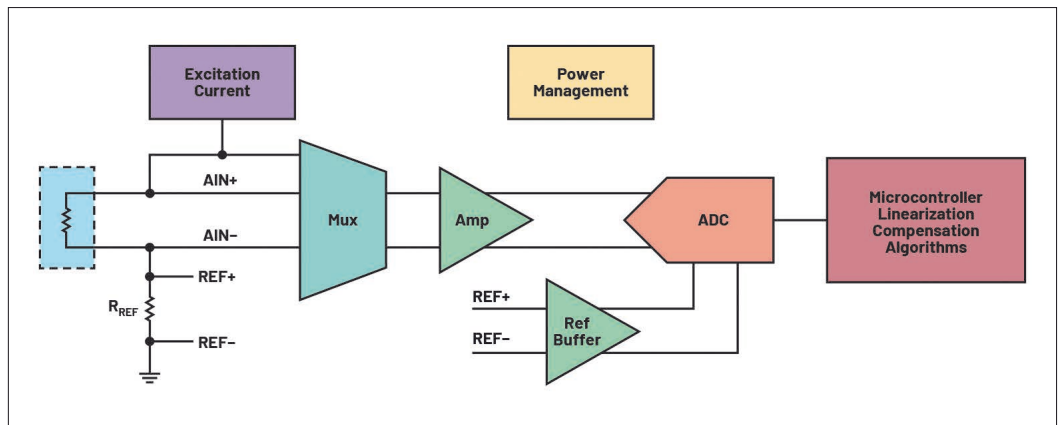 Excitation
Current
Power
Management
AIN+
AIN−
REF+
R_REF
REF−
Mux
Amp
ADC
Microcontroller
Linearization
Compensation
Algorithms
REF+
REF−
Ref
Buffer